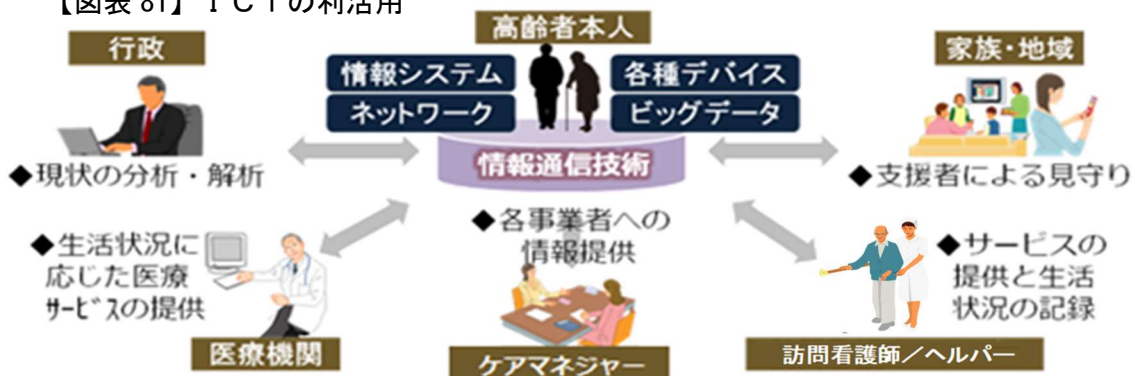 【図表 81】ＩＣＴの利活用
行政
高齢者本人
家族・地域
情報システム
各種デバイス
ネットワーク
ビッグデータ
情報通信技術
◆現状の分析・解析
◆支援者による見守り
◆生活状況に
応じた医療
ｻｰﾋﾞｽの提供
◆各事業者への
情報提供
◆サービスの
提供と生活
状況の記録
医療機関
ケアマネジャー
訪問看護師／ヘルパー